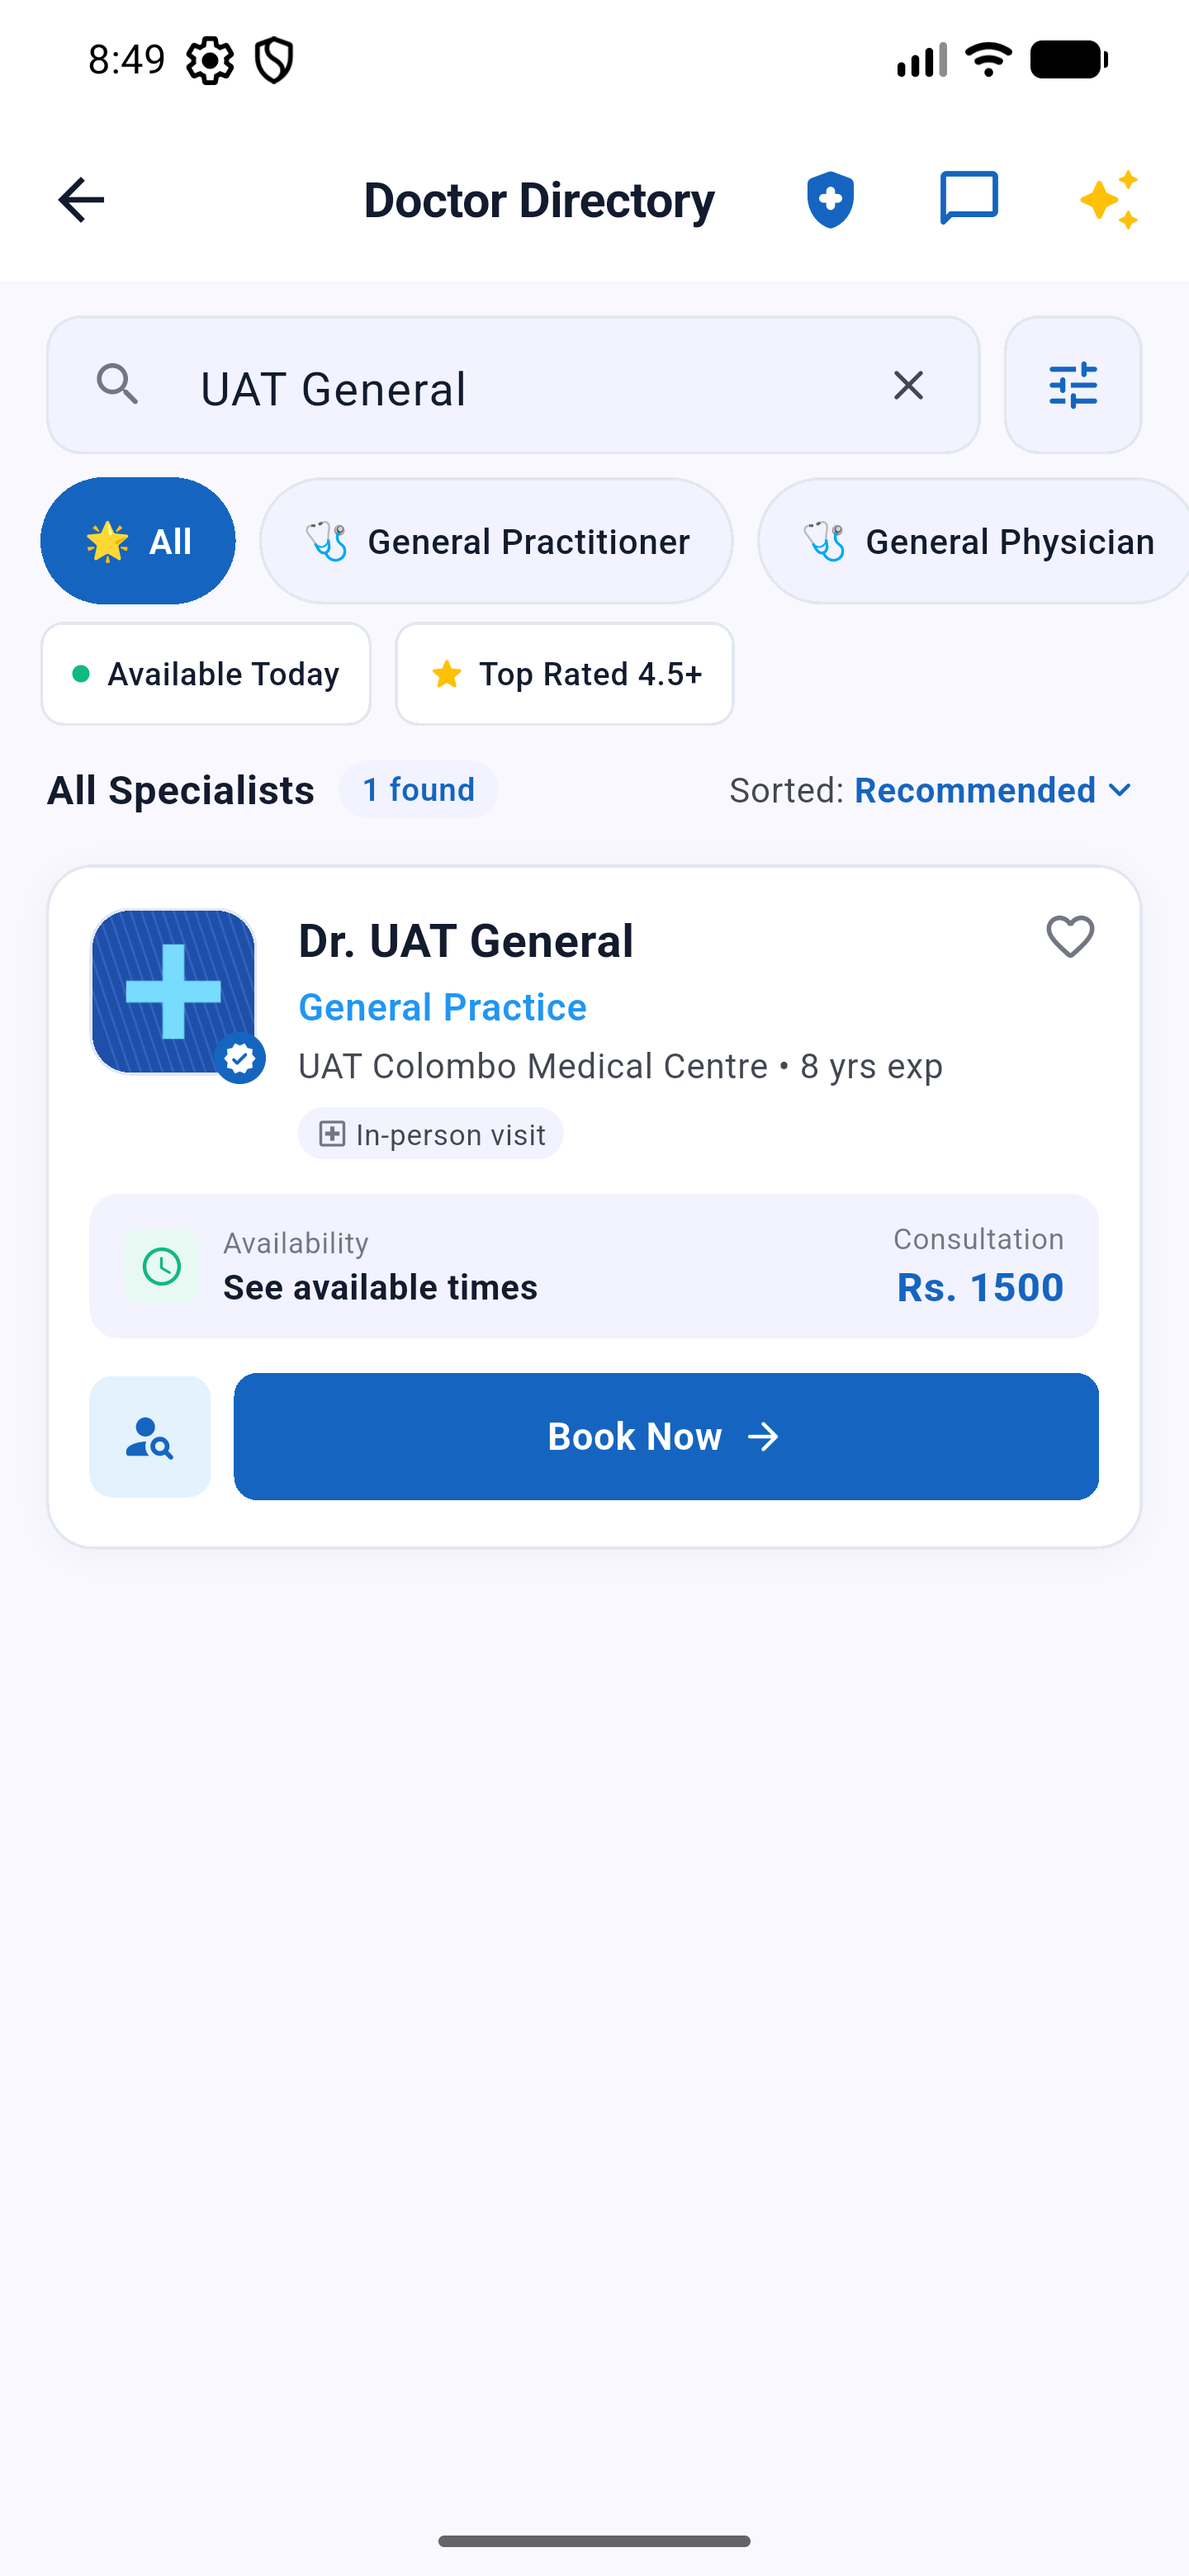 8:49
Doctor Directory
UAT General
All
General Practitioner
General Physician
Available Today
Top Rated 4.5+
All Specialists
1 found
Sorted: Recommended
Dr. UAT General
General Practice
UAT Colombo Medical Centre • 8 yrs exp
In-person visit
Availability
See available times
Consultation
Rs. 1500
Book Now